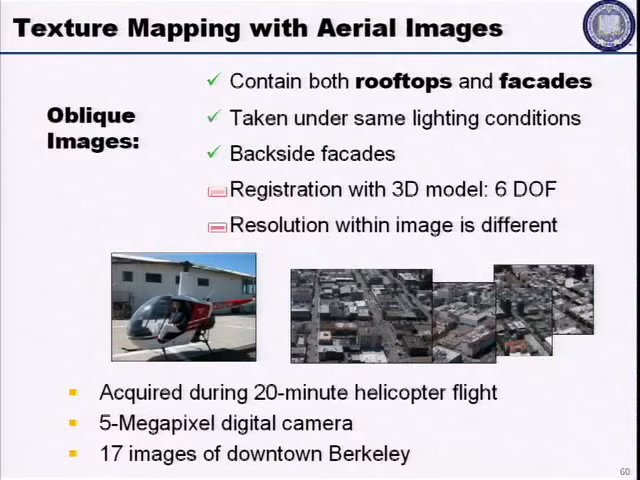 Texture Mapping with Aerial Images
Contain both rooftops and facades
Oblique
Images:
Taken under same lighting conditions
Backside facades
Registration with 3D model: 6 DOF
Resolution within image is different
Acquired during 20-minute helicopter flight
5-Megapixel digital camera
17 images of downtown Berkeley
60